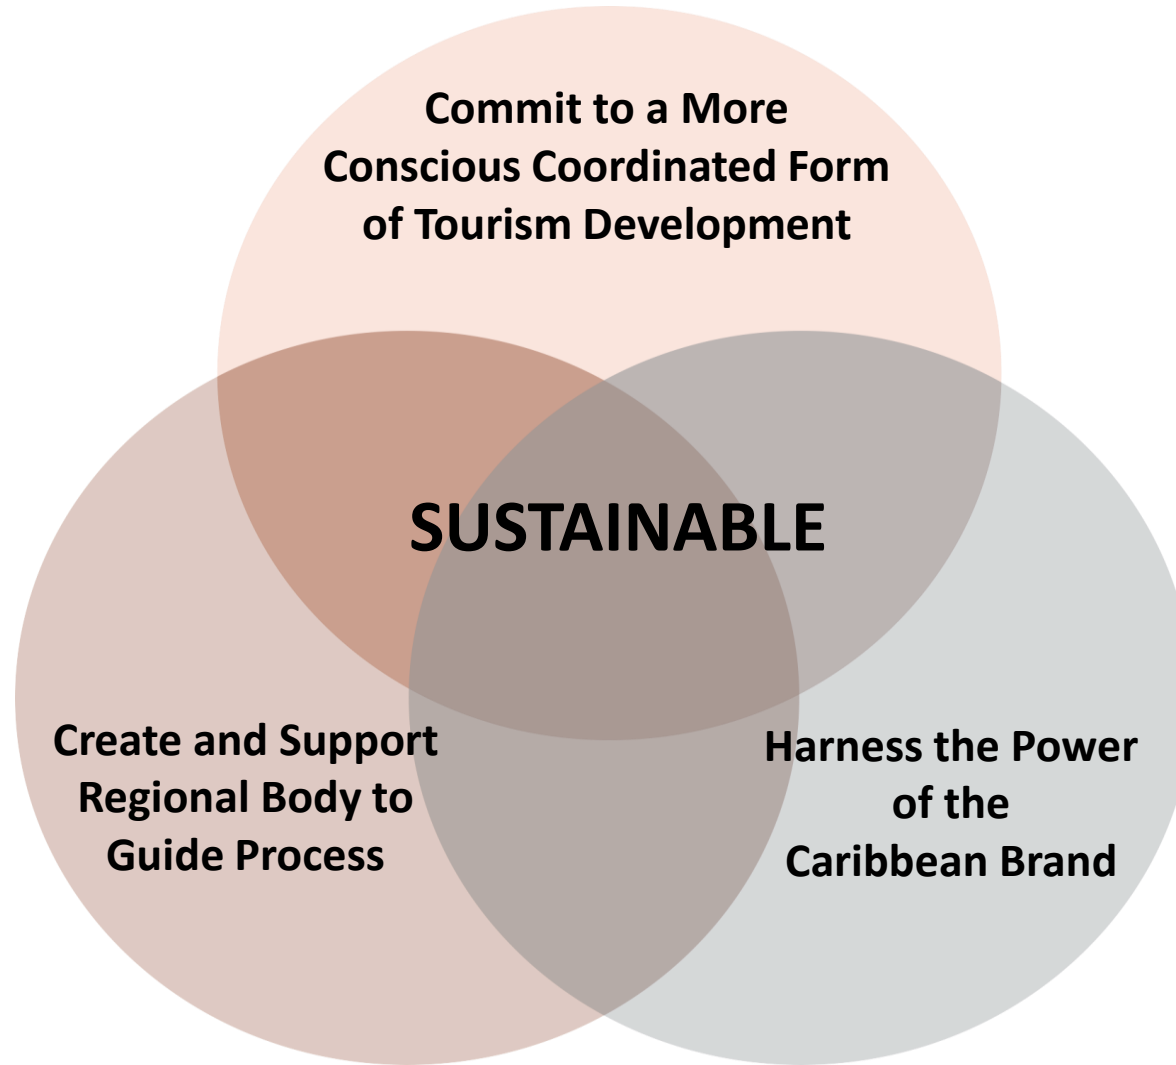 Commit to a More
Conscious Coordinated Form
of Tourism Development
SUSTAINABLE
Create and Support
Regional Body to
Guide Process
Harness the Power
of the
Caribbean Brand